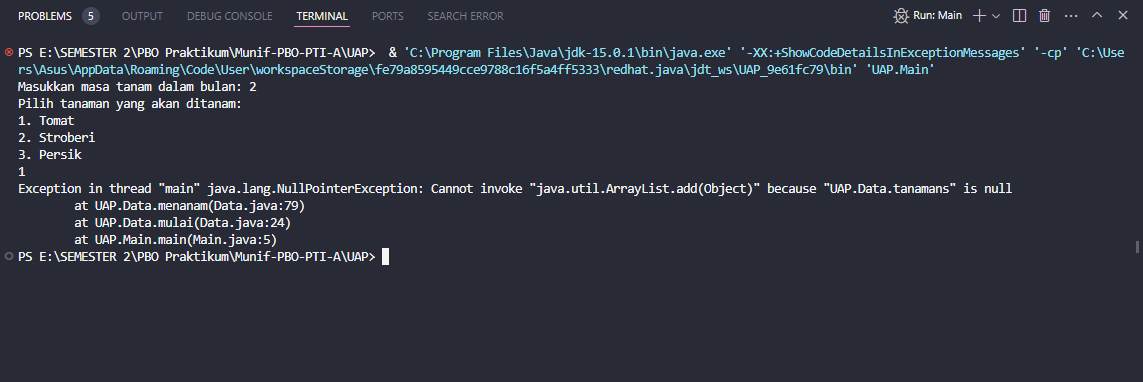 PROBLEMS 5 OUTPUT DEBUG CONSOLE TERMINAL PORTS SEARCH ERROR Run: Main
PS E:\SEMESTER 2\PBO Praktikum\Munif-PBO-PTI-A\UAP>  & 'C:\Program Files\Java\jdk-15.0.1\bin\java.exe' '-XX:+ShowCodeDetailsInExceptionMessages' '-cp' 'C:\Use
rs\Asus\AppData\Roaming\Code\User\workspaceStorage\fe79a8595449cce9788c16f5a4ff5333\redhat.java\jdt_ws\UAP_9e61fc79\bin' 'UAP.Main'
Masukkan masa tanam dalam bulan: 2
Pilih tanaman yang akan ditanam:
1. Tomat
2. Stroberi
3. Persik
1
Exception in thread "main" java.lang.NullPointerException: Cannot invoke "java.util.ArrayList.add(Object)" because "UAP.Data.tanamans" is null
        at UAP.Data.menanam(Data.java:79)
        at UAP.Data.mulai(Data.java:24)
        at UAP.Main.main(Main.java:5)
PS E:\SEMESTER 2\PBO Praktikum\Munif-PBO-PTI-A\UAP>